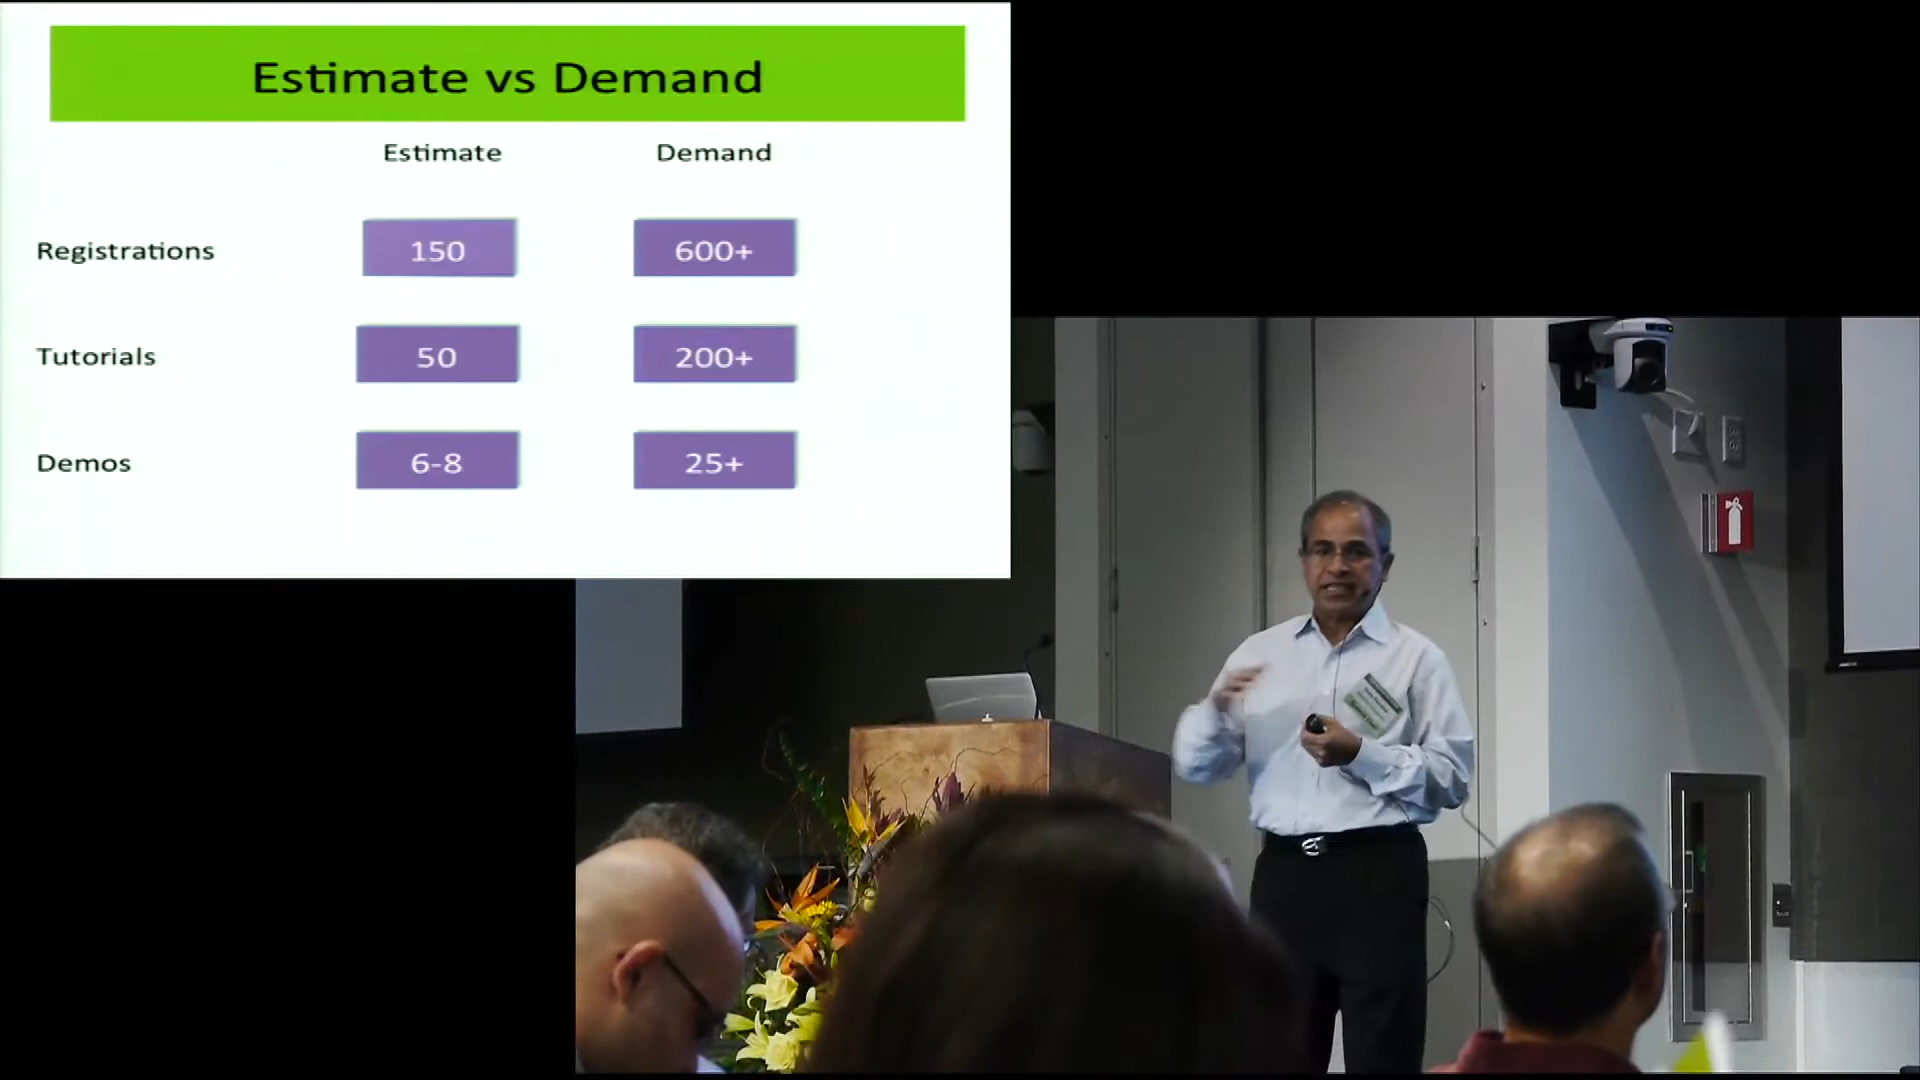 Estimate vs Demand
Estimate Demand
Registrations 150 600+
Tutorials 50 200+
Demos 6-8 25+